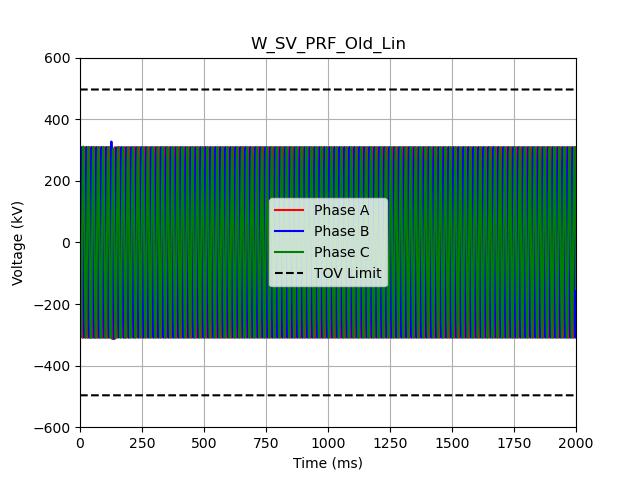 W_SV_PRF_Old_Lin
600
400
200
0
−200
−400
−600
Voltage (kV)
Phase A
Phase B
Phase C
TOV Limit
0 250 500 750 1000 1250 1500 1750 2000
Time (ms)